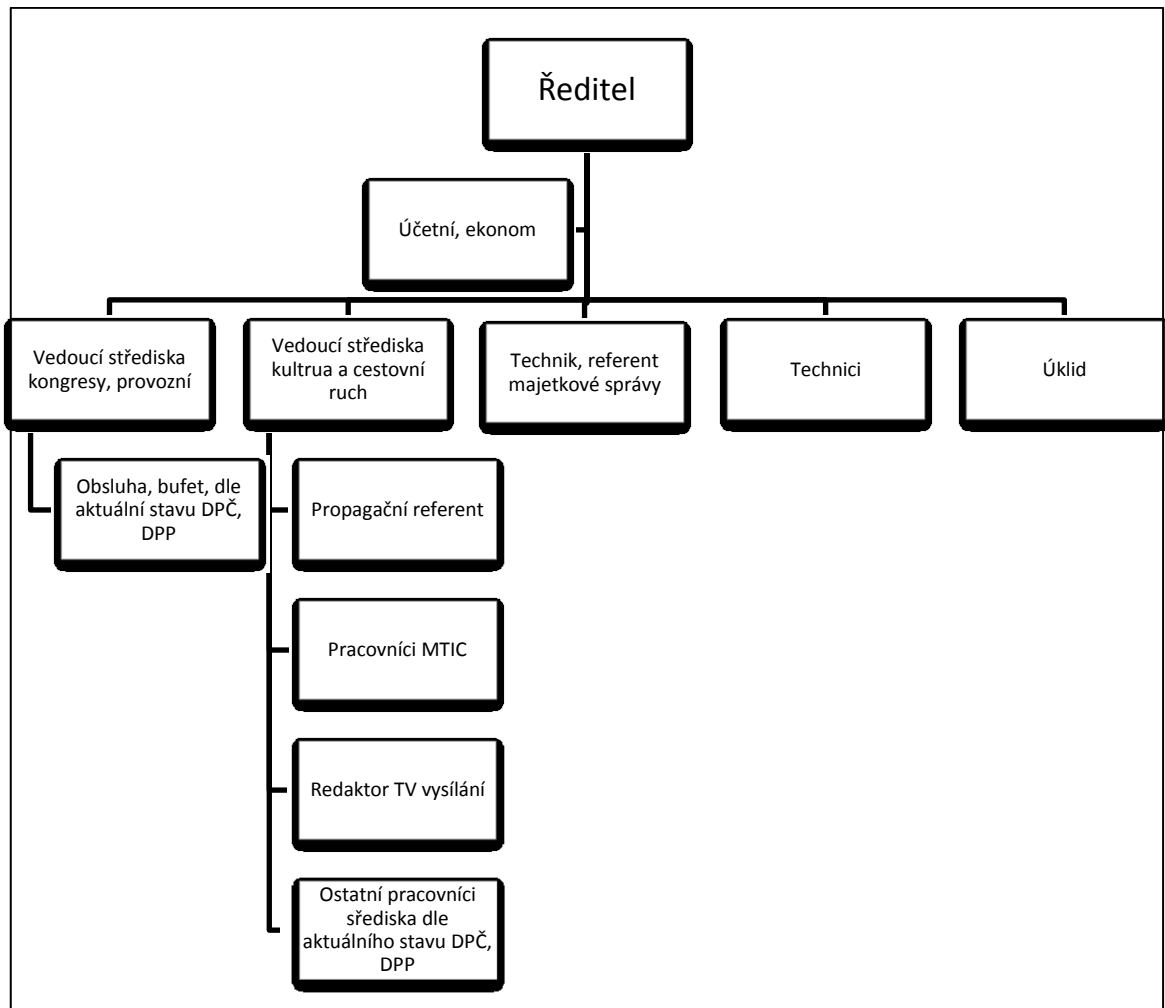 Ředitel
Účetní, ekonom
Vedoucí střediska
kongresy, provozní
Vedoucí střediska
kultrua a cestovní
ruch
Technik, referent
majetkové správy
Technici
Úklid
Obsluha, bufet, dle
aktuální stavu DPČ,
DPP
Propagační referent
Pracovníci MTIC
Redaktor TV vysílání
Ostatní pracovníci
sřediska dle
aktuálního stavu DPČ,
DPP